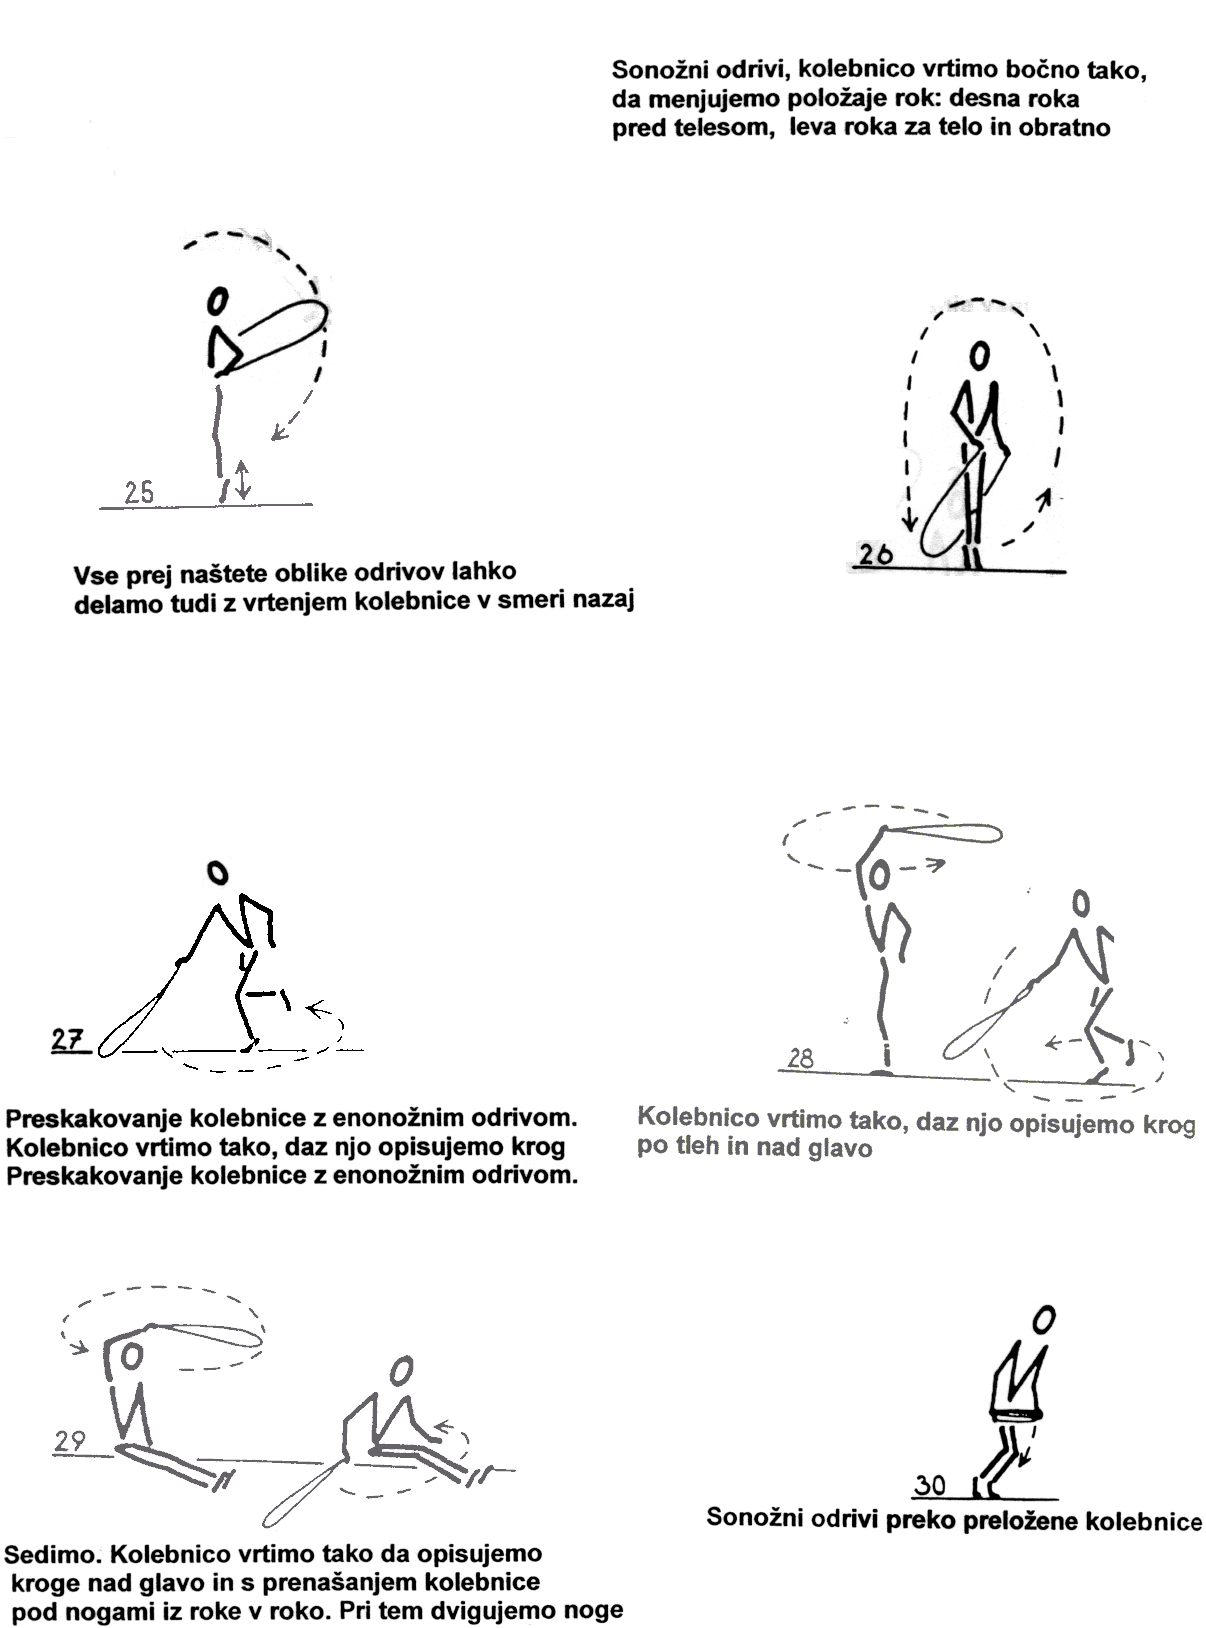 Sonožni odrivi, kolebnico vrtimo bočno tako,
da menjujemo položaje rok: desna roka
pred telesom, leva roka za telo in obratno
25
26
Vse prej naštete oblike odrivov lahko
delamo tudi z vrtenjem kolebnice v smeri nazaj
27
28
Preskakovanje kolebnice z enonožnim odrivom.
Kolebnico vrtimo tako, daz njo opisujemo krog
Preskakovanje kolebnice z enonožnim odrivom.
Kolebnico vrtimo tako, daz njo opisujemo krog
po tleh in nad glavo
29
30
Sonožni odrivi preko preložene kolebnice
Sedimo. Kolebnico vrtimo tako da opisujemo
kroge nad glavo in s prenašanjem kolebnice
pod nogami iz roke v roko. Pri tem dvigujemo noge